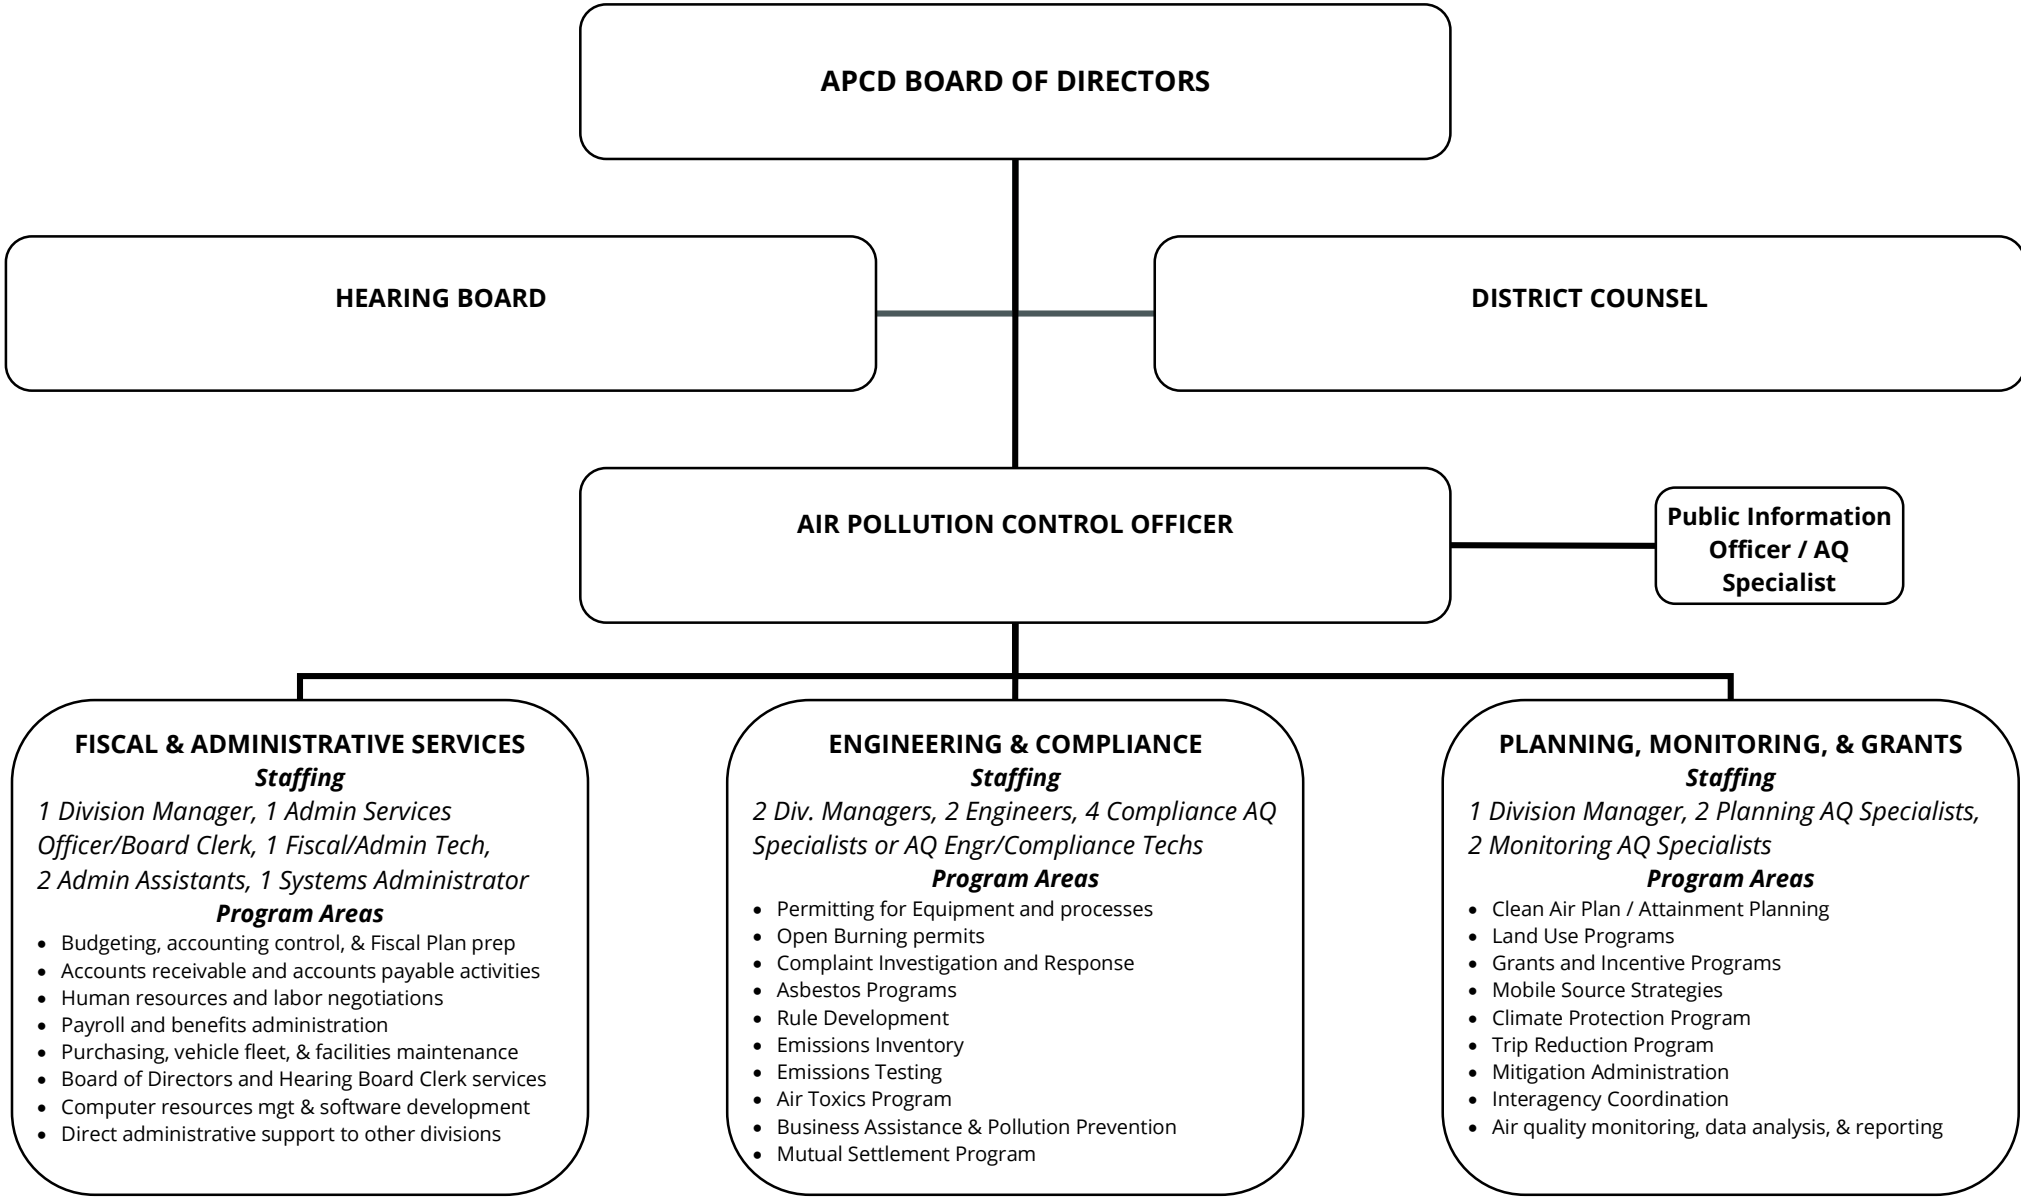 APCD BOARD OF DIRECTORS
HEARING BOARD
DISTRICT COUNSEL
AIR POLLUTION CONTROL OFFICER
Public Information
Officer / AQ
Specialist
FISCAL & ADMINISTRATIVE SERVICES
Staffing
1 Division Manager, 1 Admin Services
Officer/Board Clerk, 1 Fiscal/Admin Tech,
2 Admin Assistants, 1 Systems Administrator
Program Areas
• Budgeting, accounting control, & Fiscal Plan prep
• Accounts receivable and accounts payable activities
• Human resources and labor negotiations
• Payroll and benefits administration
• Purchasing, vehicle fleet, & facilities maintenance
• Board of Directors and Hearing Board Clerk services
• Computer resources mgt & software development
• Direct administrative support to other divisions
ENGINEERING & COMPLIANCE
Staffing
2 Div. Managers, 2 Engineers, 4 Compliance AQ
Specialists or AQ Engr/Compliance Techs
Program Areas
• Permitting for Equipment and processes
• Open Burning permits
• Complaint Investigation and Response
• Asbestos Programs
• Rule Development
• Emissions Inventory
• Emissions Testing
• Air Toxics Program
• Business Assistance & Pollution Prevention
• Mutual Settlement Program
PLANNING, MONITORING, & GRANTS
Staffing
1 Division Manager, 2 Planning AQ Specialists,
2 Monitoring AQ Specialists
Program Areas
• Clean Air Plan / Attainment Planning
• Land Use Programs
• Grants and Incentive Programs
• Mobile Source Strategies
• Climate Protection Program
• Trip Reduction Program
• Mitigation Administration
• Interagency Coordination
• Air quality monitoring, data analysis, & reporting